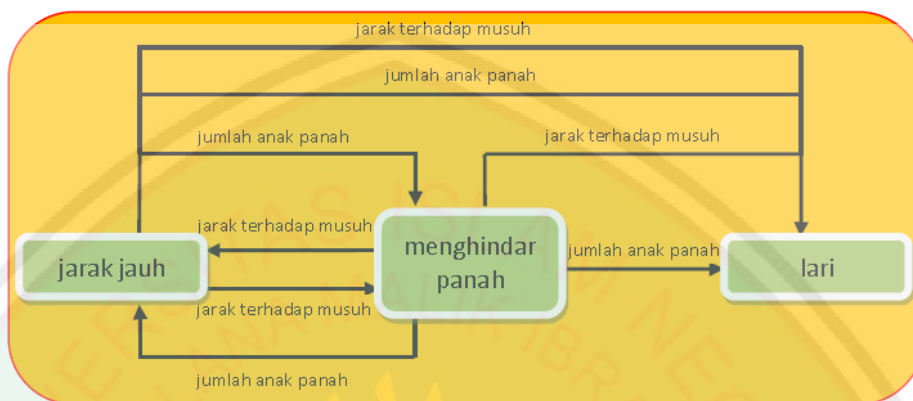 jarak terhadap musuh
jumlah anak panah
jumlah anak panah
jarak terhadap musuh
jarak terhadap musuh
jarak jauh
menghindar
panah
jumlah anak panah
lari
jarak terhadap musuh
jumlah anak panah